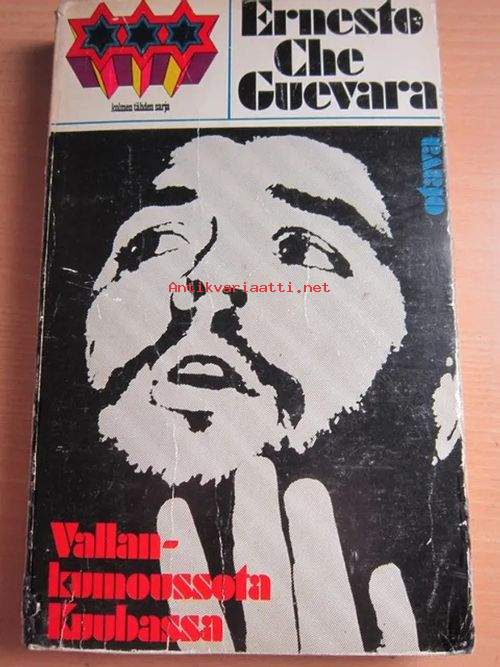 Ernesto
Che
Guevara
kolmen tähden sarja
otava
Antikvariaatti.net
Vallan-
kumoussota
Kuubassa